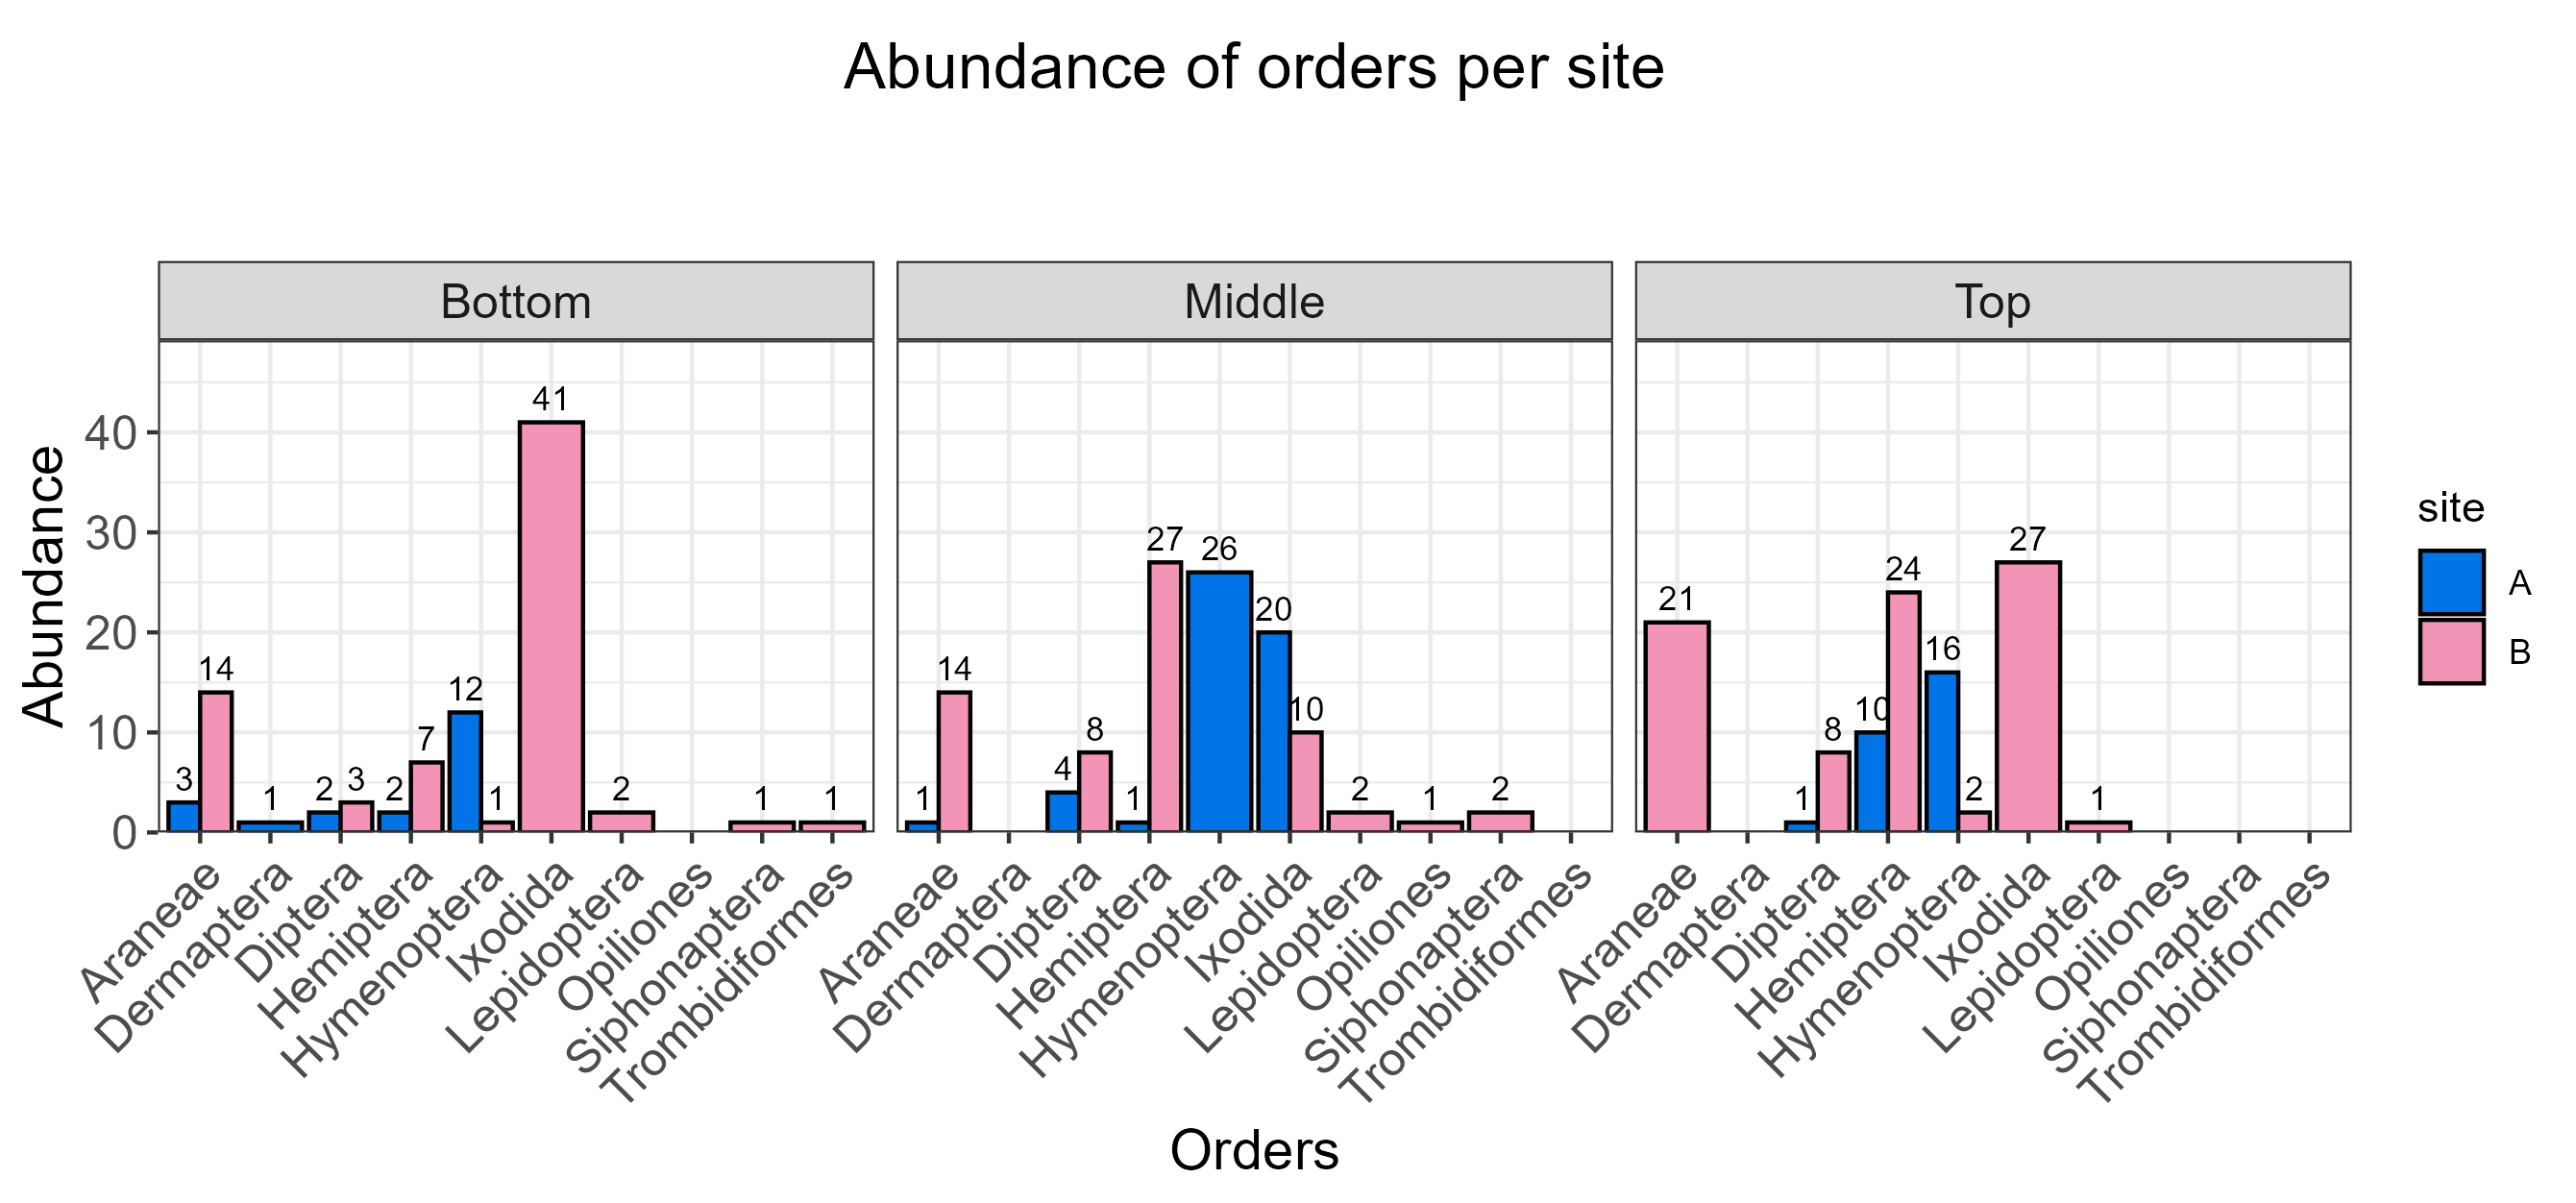 Abundance of orders per site
Bottom
Middle
Top
Abundance
40
30
20
10
0
3 14 1 2 3 2 7 12 1 41 2 1 1
1 14 4 8 1 27 26 20 10 2 1 2
21 1 8 10 24 16 2 27 1
Araneae
Dermaptera
Diptera
Hemiptera
Hymenoptera
Ixodida
Lepidoptera
Opiliones
Siphonaptera
Trombidiformes
Araneae
Dermaptera
Diptera
Hemiptera
Hymenoptera
Ixodida
Lepidoptera
Opiliones
Siphonaptera
Trombidiformes
Araneae
Dermaptera
Diptera
Hemiptera
Hymenoptera
Ixodida
Lepidoptera
Opiliones
Siphonaptera
Trombidiformes
Orders
site
A
B